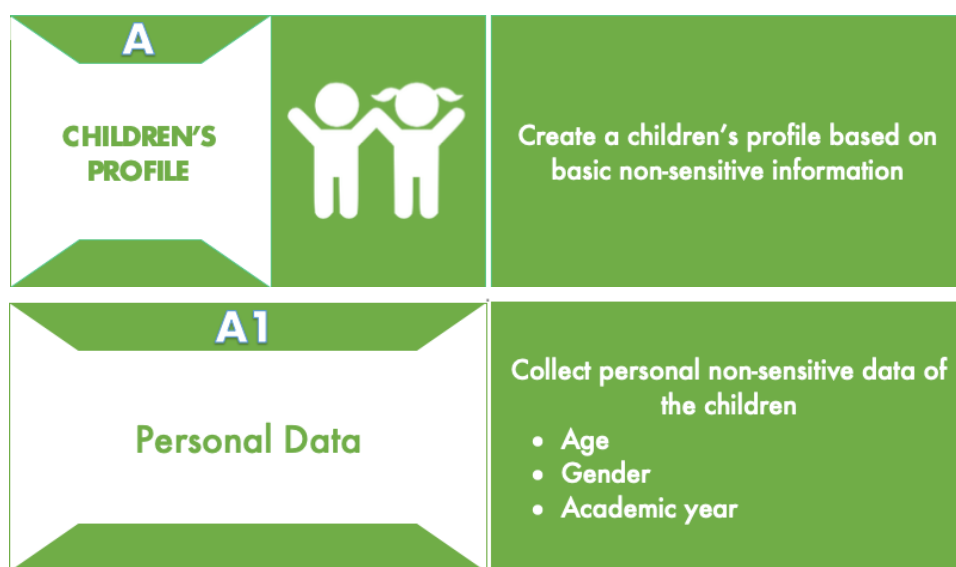 A
CHILDREN’S
PROFILE
Create a children’s profile based on
basic non-sensitive information
A1
Personal Data
Collect personal non-sensitive data of
the children
• Age
• Gender
• Academic year